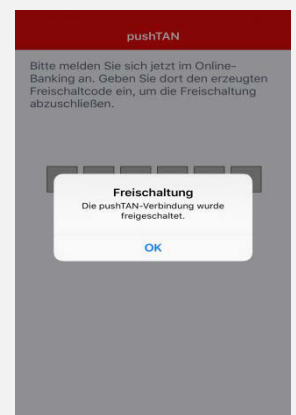 pushTAN
Bitte melden Sie sich jetzt im Online-
Banking an. Geben Sie dort den erzeugten
Freischaltcode ein, um die Freischaltung
abzuschließen.
Freischaltung
Die pushTAN-Verbindung wurde
freigeschaltet.
OK